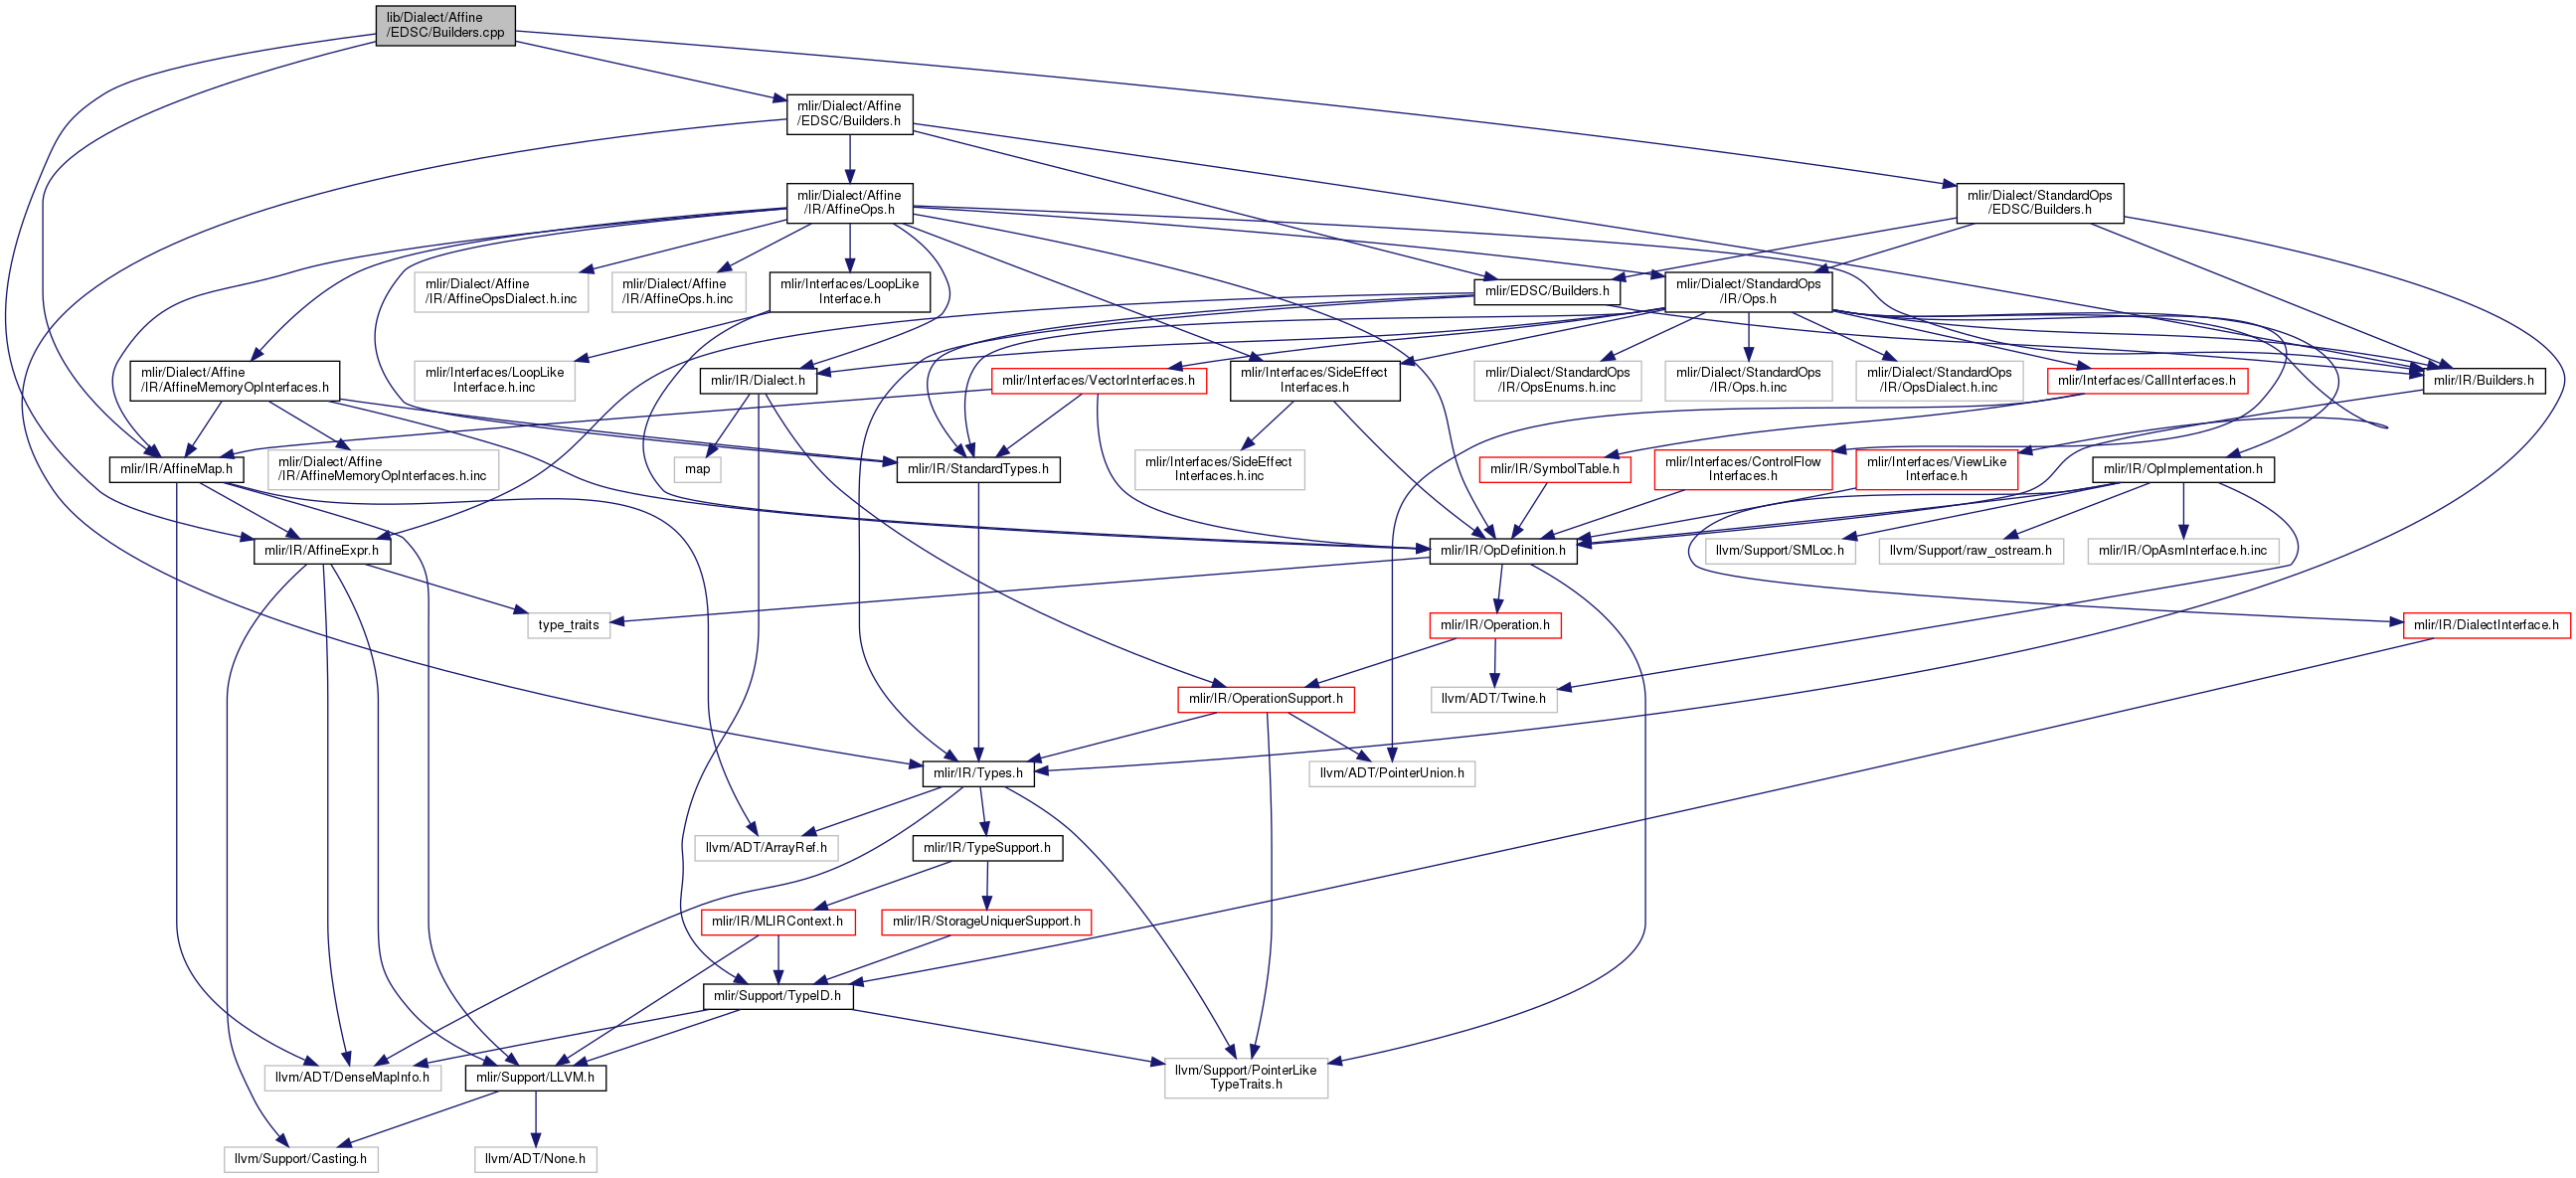 lib/Dialect/Affine
/EDSC/Builders.cpp
mlir/Dialect/Affine
/EDSC/Builders.h
mlir/Dialect/Affine
/IR/AffineOps.h
mlir/Dialect/StandardOps
/EDSC/Builders.h
mlir/Dialect/Affine
/IR/AffineOpsDialect.h.inc
mlir/Dialect/Affine
/IR/AffineOps.h.inc
mlir/Interfaces/LoopLike
Interface.h
mlir/EDSC/Builders.h
mlir/Dialect/StandardOps
/IR/Ops.h
mlir/Dialect/Affine
/IR/AffineMemoryOpInterfaces.h
mlir/Interfaces/LoopLike
Interface.h.inc
mlir/IR/Dialect.h
mlir/Interfaces/VectorInterfaces.h
mlir/Interfaces/SideEffect
Interfaces.h
mlir/Dialect/StandardOps
/IR/OpsEnums.h.inc
mlir/Dialect/StandardOps
/IR/Ops.h.inc
mlir/Dialect/StandardOps
/IR/OpsDialect.h.inc
mlir/Interfaces/CallInterfaces.h
mlir/IR/Builders.h
mlir/IR/AffineMap.h
mlir/Dialect/Affine
/IR/AffineMemoryOpInterfaces.h.inc
map
mlir/IR/StandardTypes.h
mlir/Interfaces/SideEffect
Interfaces.h.inc
mlir/IR/SymbolTable.h
mlir/Interfaces/ControlFlow
Interfaces.h
mlir/Interfaces/ViewLike
Interface.h
mlir/IR/OpImplementation.h
mlir/IR/AffineExpr.h
mlir/IR/OpDefinition.h
llvm/Support/SMLoc.h
llvm/Support/raw_ostream.h
mlir/IR/OpAsmInterface.h.inc
type_traits
mlir/IR/Operation.h
mlir/IR/DialectInterface.h
mlir/IR/OperationSupport.h
llvm/ADT/Twine.h
mlir/IR/Types.h
llvm/ADT/PointerUnion.h
llvm/ADT/ArrayRef.h
mlir/IR/TypeSupport.h
mlir/IR/MLIRContext.h
mlir/IR/StorageUniquerSupport.h
mlir/Support/TypeID.h
llvm/ADT/DenseMapInfo.h
mlir/Support/LLVM.h
llvm/Support/PointerLike
TypeTraits.h
llvm/Support/Casting.h
llvm/ADT/None.h